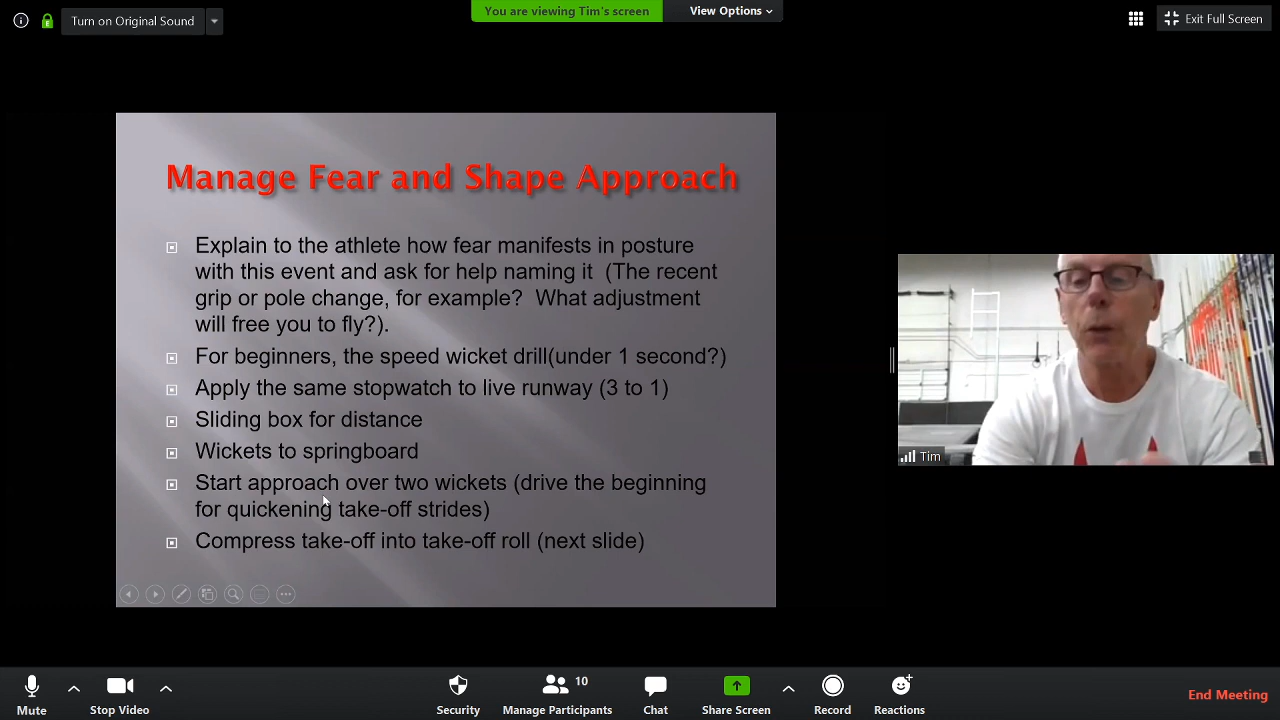 Turn on Original Sound
You are viewing Tim's screen
View Options
Exit Full Screen
Manage Fear and Shape Approach
Explain to the athlete how fear manifests in posture
with this event and ask for help naming it (The recent
grip or pole change, for example? What adjustment
will free you to fly?).
For beginners, the speed wicket drill(under 1 second?)
Apply the same stopwatch to live runway (3 to 1)
Sliding box for distance
Wickets to springboard
Start approach over two wickets (drive the beginning
for quickening take-off strides)
Compress take-off into take-off roll (next slide)
Tim
Mute
Stop Video
Security
10
Manage Participants
Chat
Share Screen
Record
Reactions
End Meeting